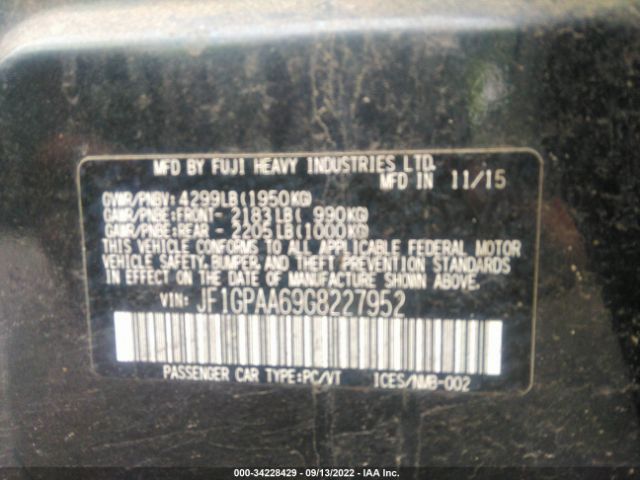 MFD BY FUJI HEAVY INDUSTRIES LTD.
MFD IN 11/15
GVWR/PNBV: 4299LB(1950KG)
GAWR/PNBE:FRONT- 2183LB( 990KG)
GAWR/PNBE:REAR - 2205LB(1000KG)
THIS VEHICLE CONFORMS TO ALL APPLICABLE FEDERAL MOTOR
VEHICLE SAFETY,BUMPER,AND THEFT PREVENTION STANDARDS
IN EFFECT ON THE DATE OF MANUFACTURE SHOWN ABOVE.
VIN: JF1GPAA69G8227952
PASSENGER CAR TYPE:PC/VT ICES/NMB-002
000-34228429 - 09/13/2022 - IAA Inc.